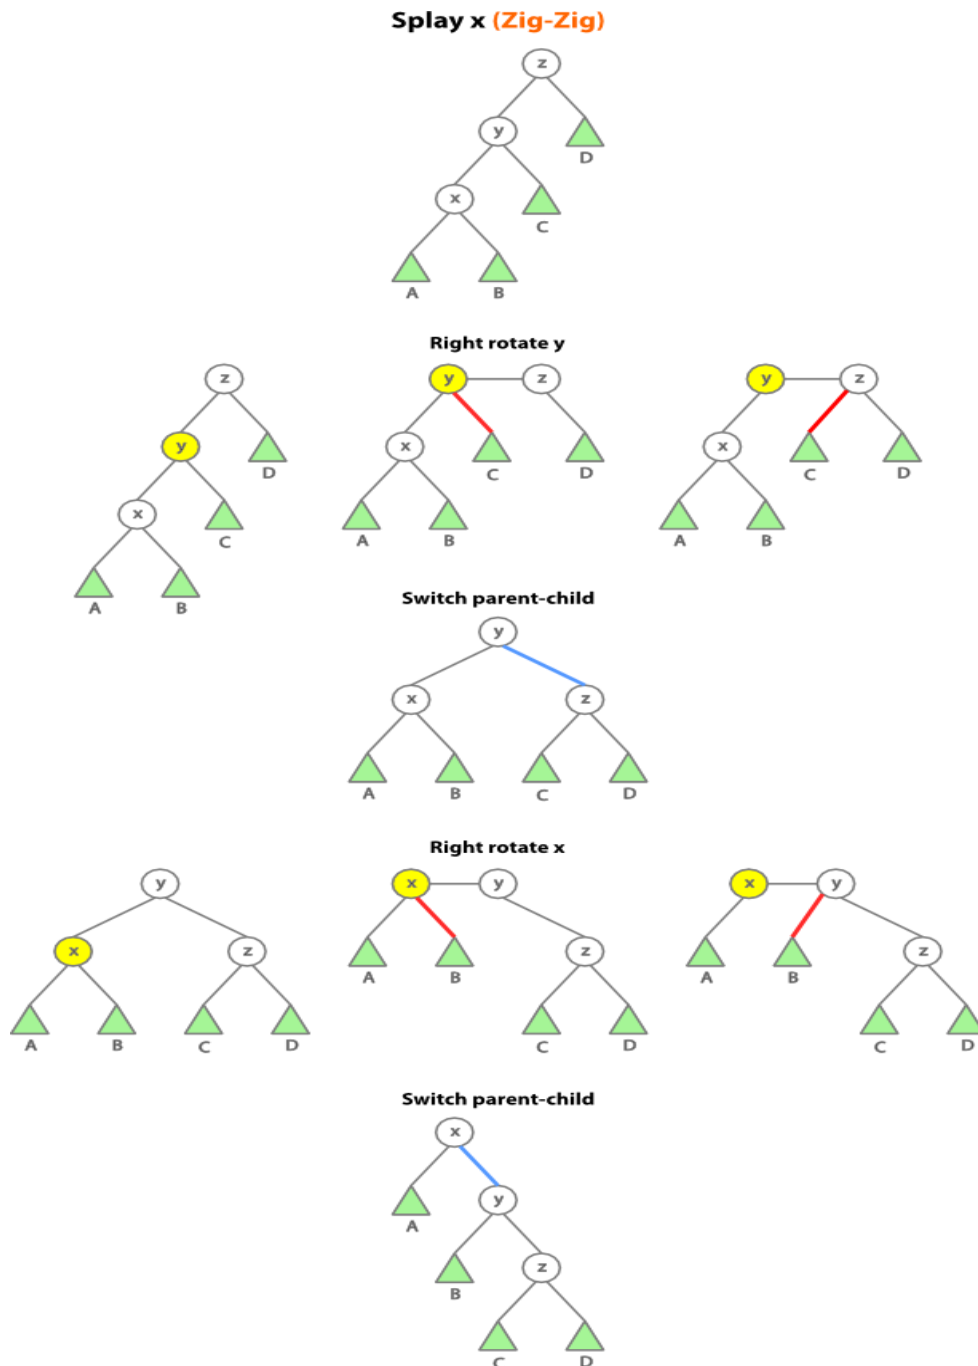 Splay x (Zig-Zig)
z
y
D
x
C
A B
Right rotate y
z y z y z
y x C D x C D
D
x
C A B A B
A B
Switch parent-child
y
x z
A B C D
Right rotate x
y x y x y
x z A B z A B z
A B C D C D C D
Switch parent-child
x
A y
B z
C D